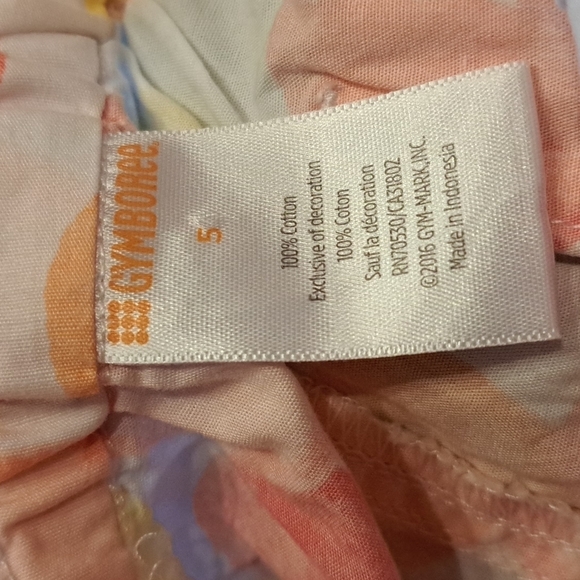 GYMBOREE
5
100% Cotton
Exclusive of decoration
100% Coton
Sauf la décoration
RN70530/CA31802
©2016 GYM-MARK,INC.
Made in Indonesia